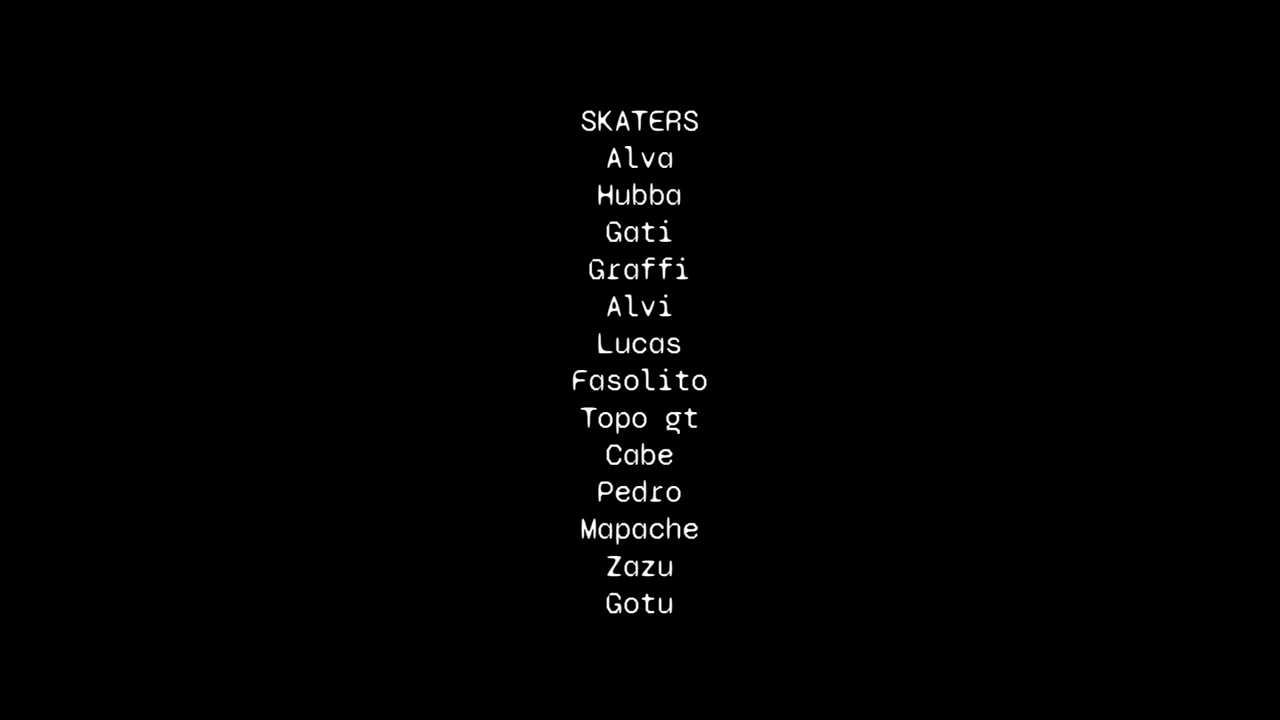 SKATERS
Alva
Hubba
Gati
Graffi
Alvi
Lucas
Fasolito
Topo gt
Cabe
Pedro
Mapache
Zazu
Gotu